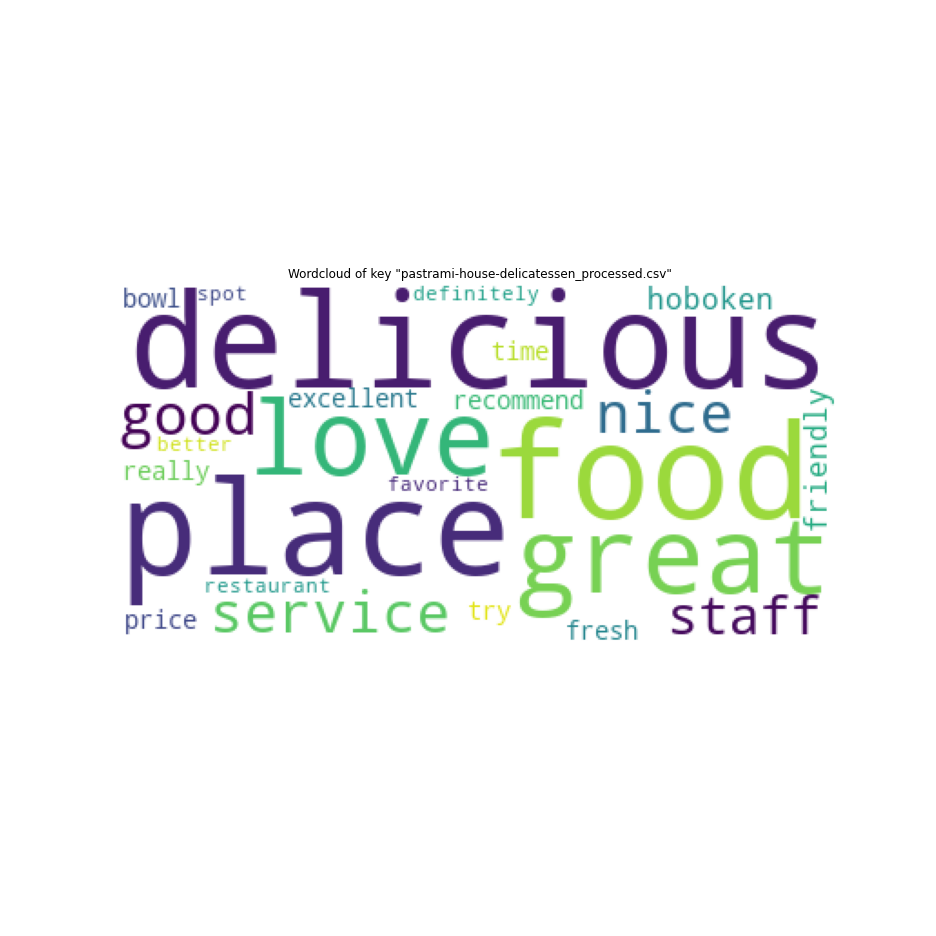 Wordcloud of key "pastrami-house-delicatessen_processed.csv"
bowl spot definitely hoboken
delicious
time
good excellent recommend nice
love
better
really favorite food friendly
place great
restaurant
price service try fresh staff